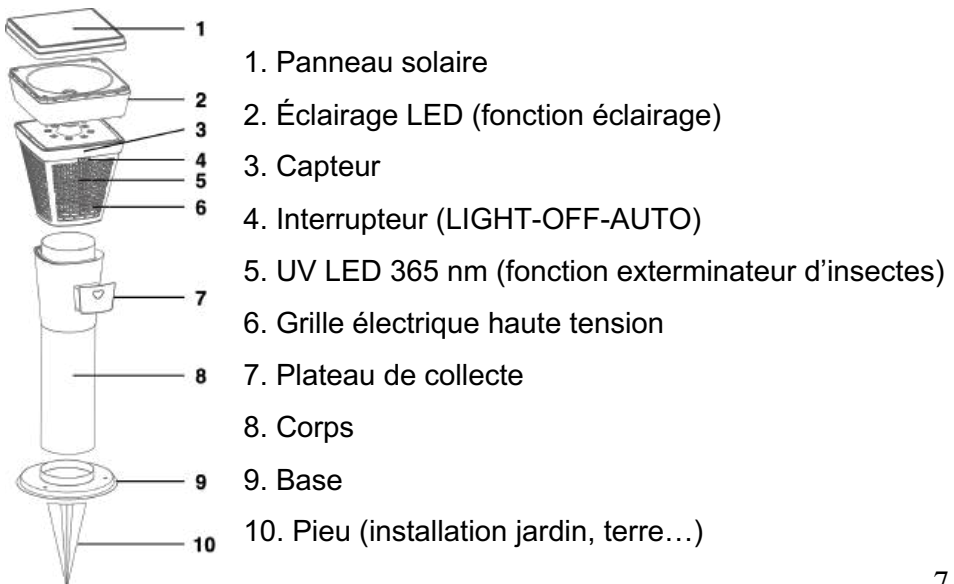 1
2
3
4
5
6
7
8
9
10
1. Panneau solaire
2. Éclairage LED (fonction éclairage)
3. Capteur
4. Interrupteur (LIGHT-OFF-AUTO)
5. UV LED 365 nm (fonction exterminateur d’insectes)
6. Grille électrique haute tension
7. Plateau de collecte
8. Corps
9. Base
10. Pieu (installation jardin, terre…)
7